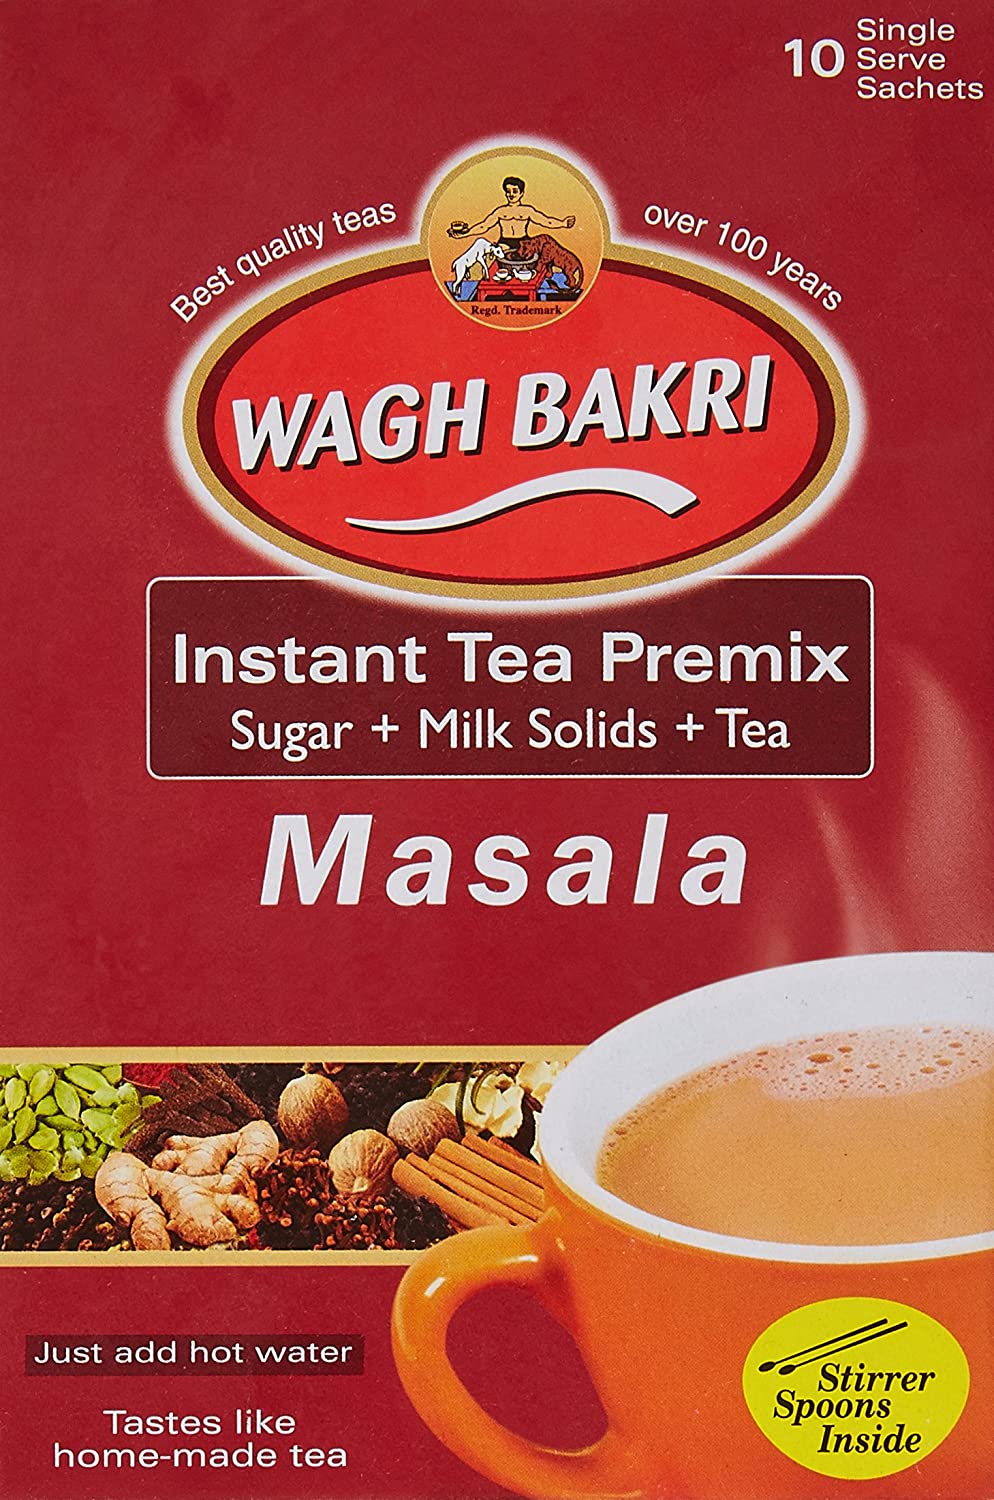 10 Single
Serve
Sachets
Best quality teas
over 100 years
Regd. Trademark
WAGH BAKRI
Instant Tea Premix
Sugar + Milk Solids + Tea
Masala
Just add hot water
Tastes like
home-made tea
Stirrer
Spoons
Inside